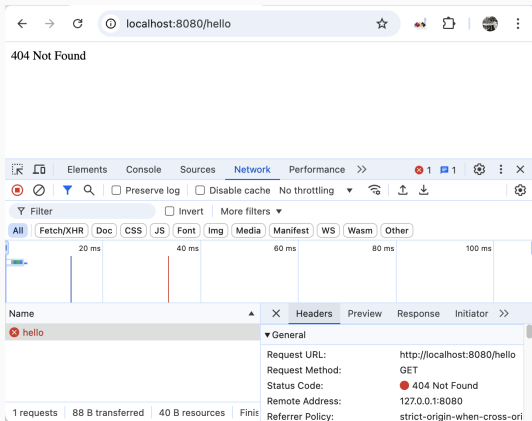 localhost:8080/hello
404 Not Found
Elements Console Sources Network Performance 1 1
Preserve log Disable cache No throttling
Filter Invert More filters
All Fetch/XHR Doc CSS JS Font Img Media Manifest WS Wasm Other
20 ms 40 ms 60 ms 80 ms 100 ms
Name
hello
1 requests 88 B transferred 40 B resources Finis
Headers Preview Response Initiator
General
Request URL: http://localhost:8080/hello
Request Method: GET
Status Code: 404 Not Found
Remote Address: 127.0.0.1:8080
Referrer Policy: strict-origin-when-cross-ori